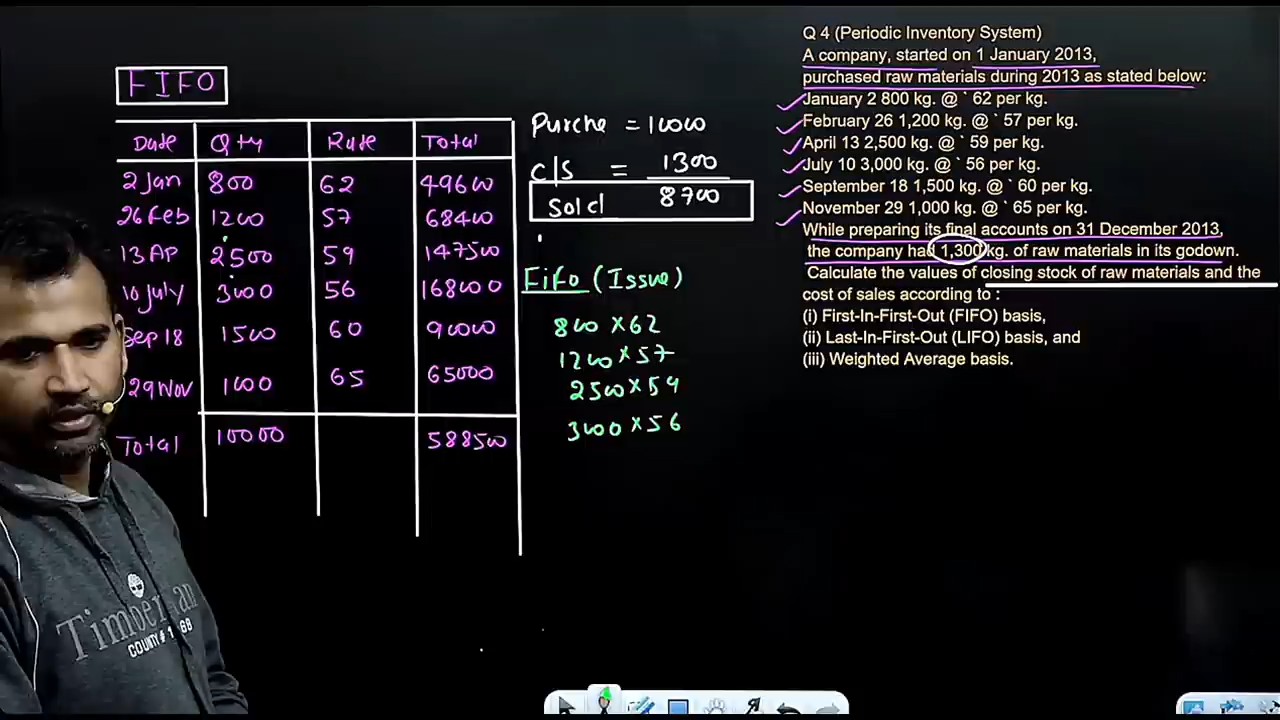 FIFO
Date Qty Rate Total
2 Jan 800 62 49600
26 Feb 1200 57 68400
13 AP 2500 59 147500
10 July 3000 56 168000
Sep 18 1500 60 90000
29 Nov 1000 65 65000
Total 10000 588500
Purche = 10000
C/S = 1300
Sold 8700
FiFo (Issue)
800 × 62
1200 × 57
2500 × 59
3000 × 56
Q 4 (Periodic Inventory System)
A company, started on 1 January 2013,
purchased raw materials during 2013 as stated below:
January 2 800 kg. @ ` 62 per kg.
February 26 1,200 kg. @ ` 57 per kg.
April 13 2,500 kg. @ ` 59 per kg.
July 10 3,000 kg. @ ` 56 per kg.
September 18 1,500 kg. @ ` 60 per kg.
November 29 1,000 kg. @ ` 65 per kg.
While preparing its final accounts on 31 December 2013,
the company had 1,300 kg. of raw materials in its godown.
Calculate the values of closing stock of raw materials and the
cost of sales according to :
(i) First-In-First-Out (FIFO) basis,
(ii) Last-In-First-Out (LIFO) basis, and
(iii) Weighted Average basis.
Timberland